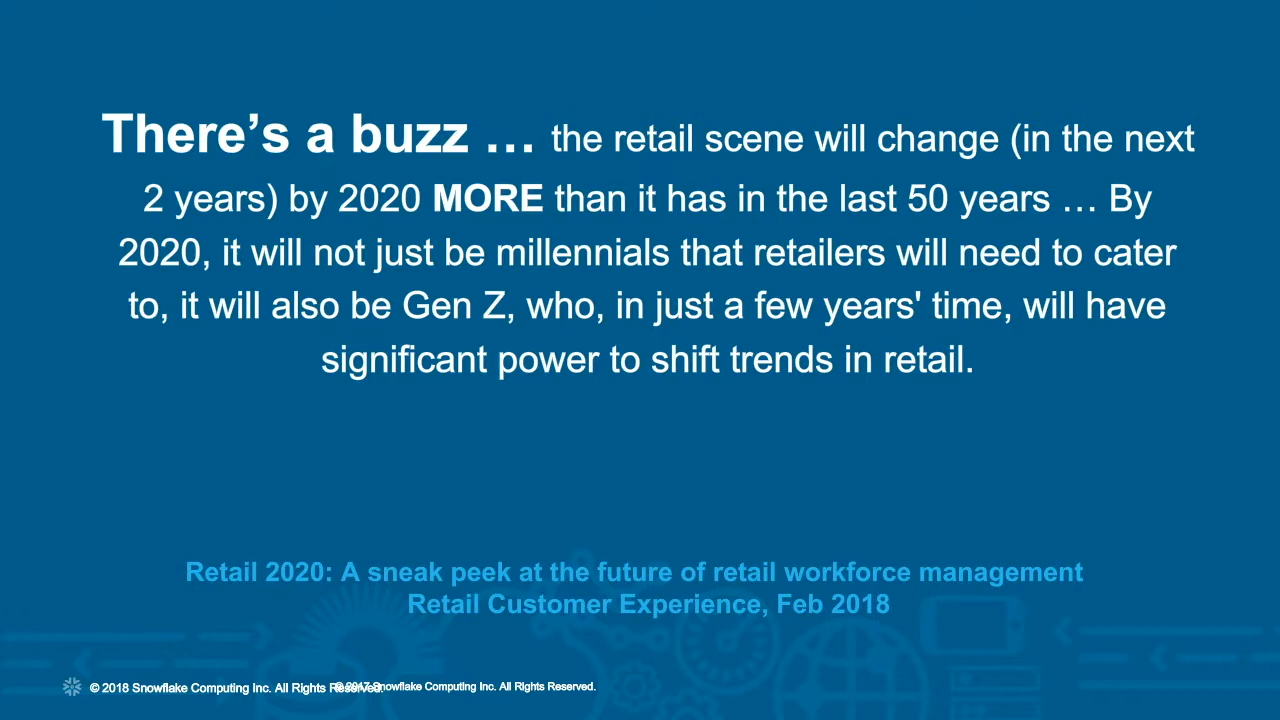 There’s a buzz … the retail scene will change (in the next
2 years) by 2020 MORE than it has in the last 50 years … By
2020, it will not just be millennials that retailers will need to cater
to, it will also be Gen Z, who, in just a few years' time, will have
significant power to shift trends in retail.
Retail 2020: A sneak peek at the future of retail workforce management
Retail Customer Experience, Feb 2018
© 2018 Snowflake Computing Inc. All Rights Reserved. © 2017 Snowflake Computing Inc. All Rights Reserved.